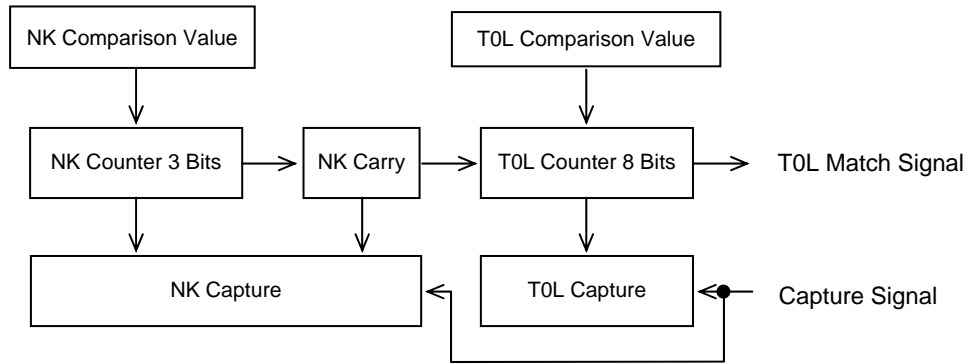 NK Comparison Value
T0L Comparison Value
NK Counter 3 Bits
NK Carry
T0L Counter 8 Bits
T0L Match Signal
NK Capture
T0L Capture
Capture Signal